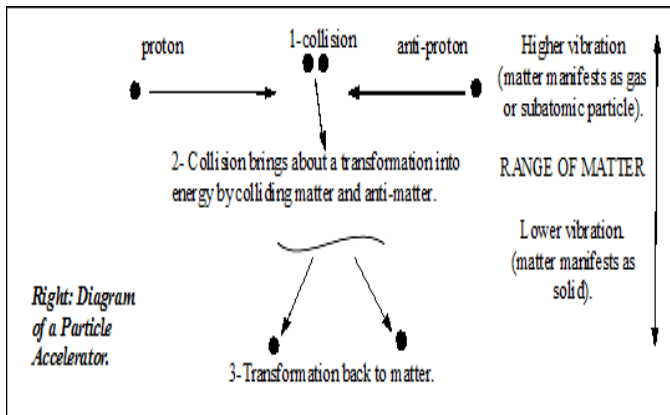 proton
1-collision
anti-proton
2- Collision brings about a transformation into
energy by colliding matter and anti-matter.
Right: Diagram
of a Particle
Accelerator.
3-Transformation back to matter.
Higher vibration
(matter manifests as gas
or subatomic particle).
RANGE OF MATTER
Lower vibration.
(matter manifests as
solid).